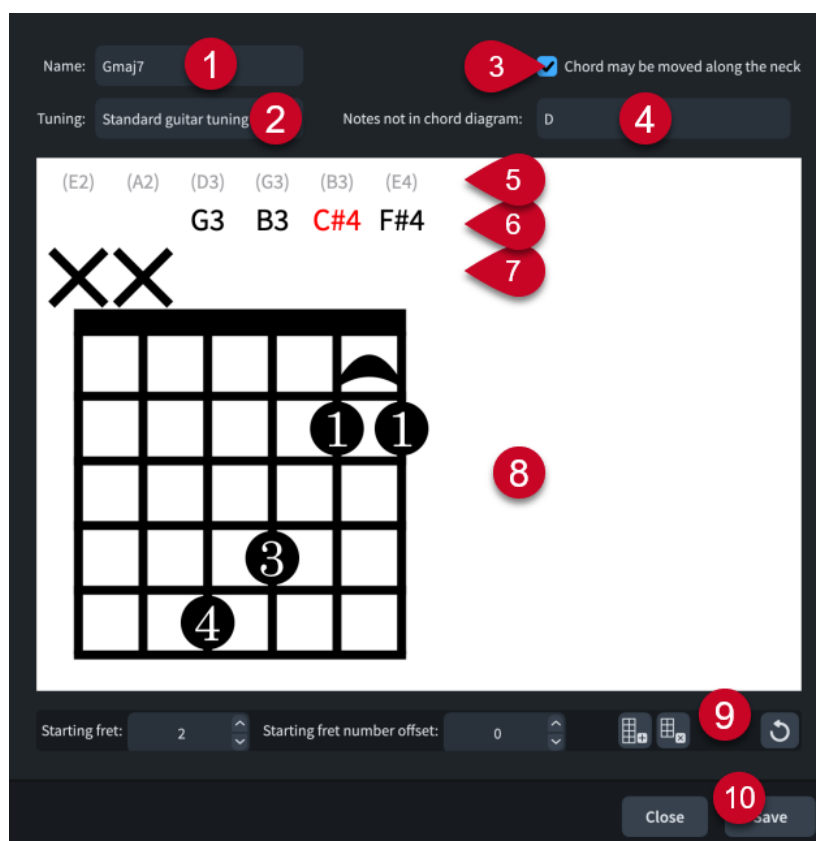 Name: Gmaj7 1 3 Chord may be moved along the neck
Tuning: Standard guitar tuning 2 Notes not in chord diagram: D 4
(E2) (A2) (D3) (G3) (B3) (E4) 5
G3 B3 C#4 F#4 6
7
1 1
8
3
4
Starting fret: 2 Starting fret number offset: 0 9
10
Close Save